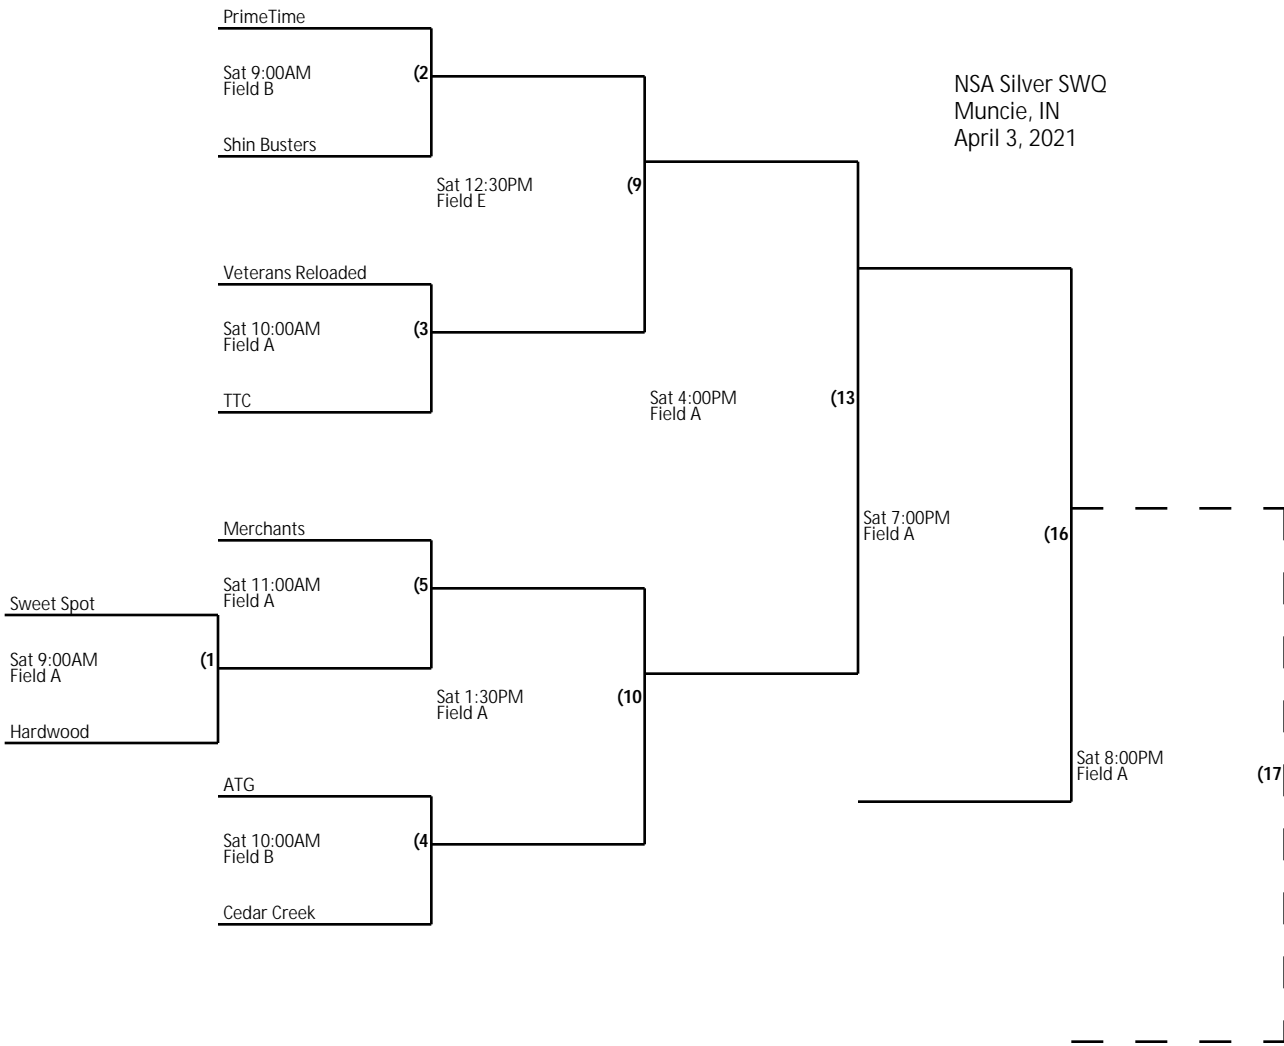 PrimeTime
Sat 9:00AM (2
Field B
Shin Busters
NSA Silver SWQ
Muncie, IN
April 3, 2021
Sat 12:30PM (9
Field E
Veterans Reloaded
Sat 10:00AM (3
Field A
TTC
Sat 4:00PM (13
Field A
Merchants
Sat 11:00AM (5
Field A
Sweet Spot
Sat 9:00AM (1
Field A
Hardwood
Sat 1:30PM (10
Field A
ATG
Sat 10:00AM (4
Field B
Cedar Creek
Sat 7:00PM (16
Field A
Sat 8:00PM (17
Field A